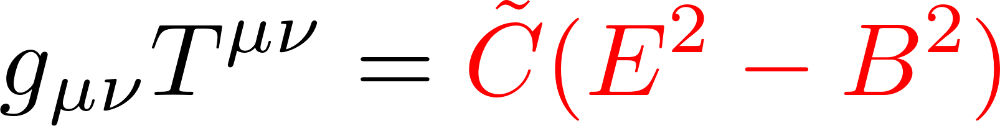 $g_{\mu\nu}T^{\mu\nu} = \tilde{C}(E^2 - B^2)$